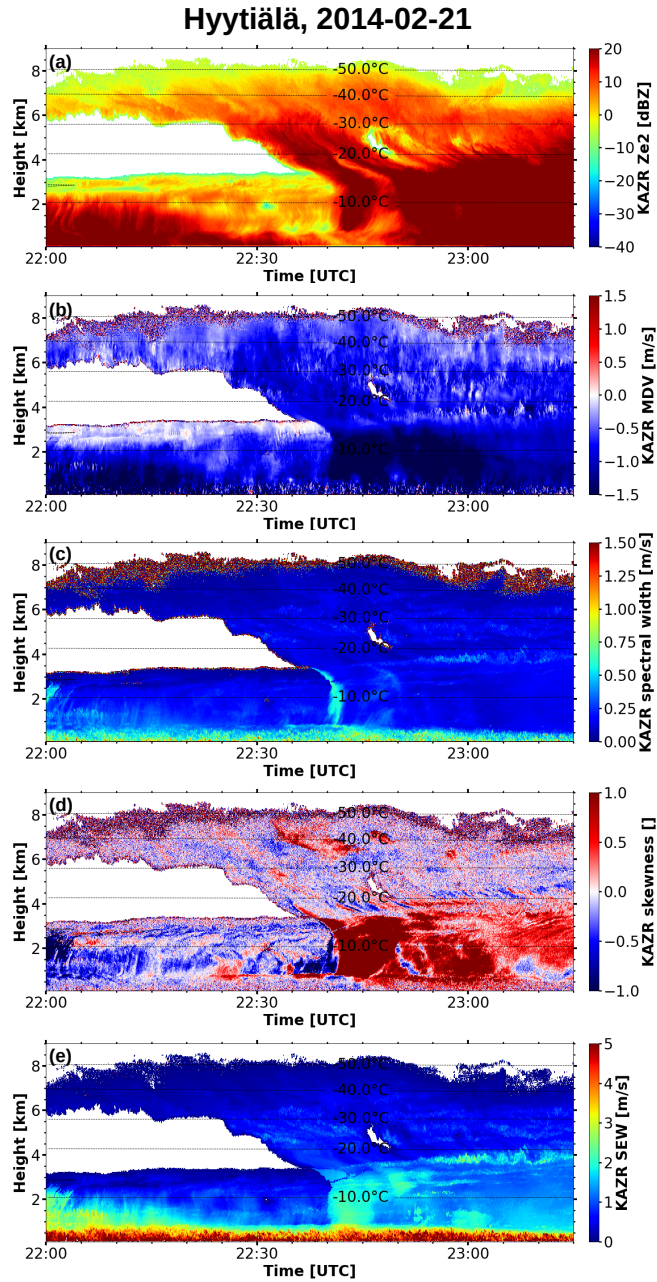 Hyytiälä, 2014-02-21
(a)
8
6
4
2
Height [km]
-50.0°C
-40.0°C
-30.0°C
-20.0°C
-10.0°C
22:00
22:30
23:00
Time [UTC]
20
10
0
−10
−20
−30
−40
KAZR Ze2 [dBZ]
(b)
8
6
4
2
Height [km]
-50.0°C
-40.0°C
-30.0°C
-20.0°C
-10.0°C
22:00
22:30
23:00
Time [UTC]
1.5
1.0
0.5
0.0
−0.5
−1.0
−1.5
KAZR MDV [m/s]
(c)
8
6
4
2
Height [km]
-50.0°C
-40.0°C
-30.0°C
-20.0°C
-10.0°C
22:00
22:30
23:00
Time [UTC]
1.50
1.25
1.00
0.75
0.50
0.25
0.00
KAZR spectral width [m/s]
(d)
8
6
4
2
Height [km]
-50.0°C
-40.0°C
-30.0°C
-20.0°C
-10.0°C
22:00
22:30
23:00
Time [UTC]
1.0
0.5
0.0
−0.5
−1.0
KAZR skewness []
(e)
8
6
4
2
Height [km]
-50.0°C
-40.0°C
-30.0°C
-20.0°C
-10.0°C
22:00
22:30
23:00
Time [UTC]
5
4
3
2
1
0
KAZR SEW [m/s]